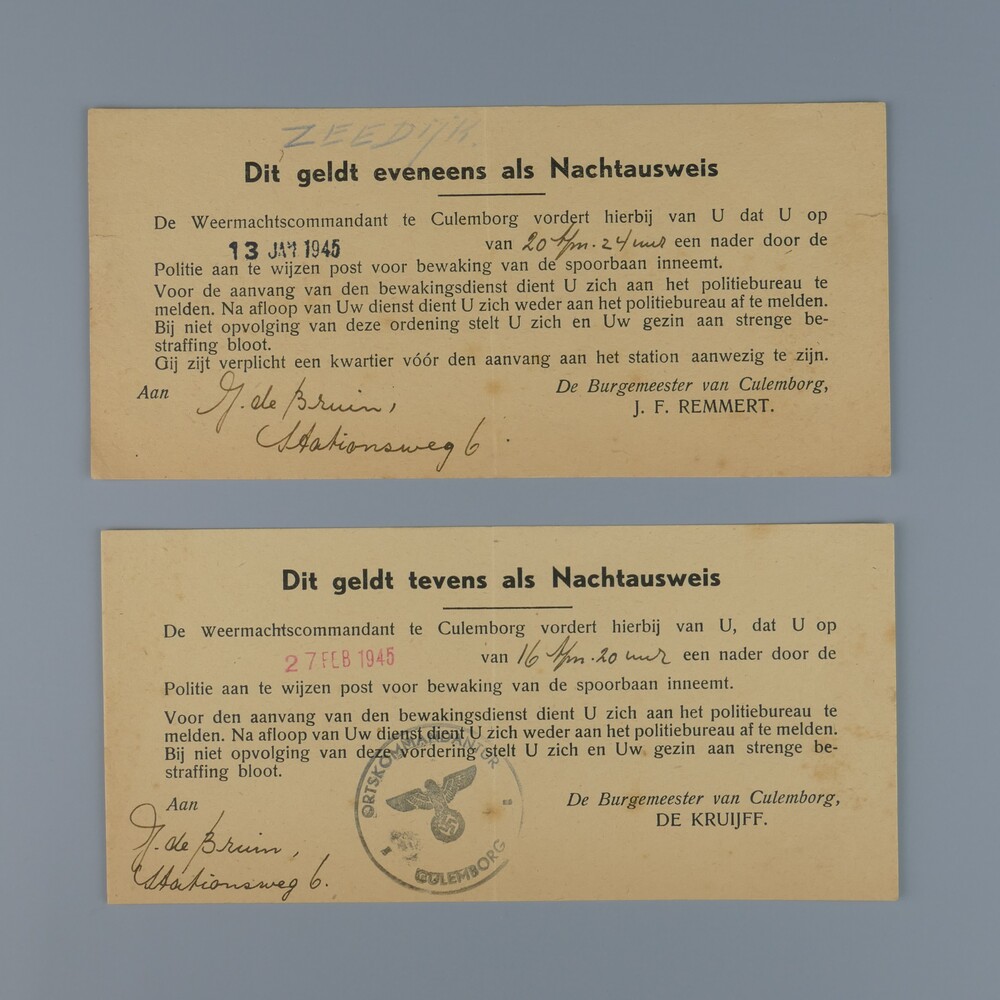 ZEEDIJK.
Dit geldt eveneens als Nachtausweis
De Weermachtscommandant te Culemborg vordert hierbij van U dat U op
13 JAN 1945 van 20 t/m. 24 uur een nader door de
Politie aan te wijzen post voor bewaking van de spoorbaan inneemt.
Voor de aanvang van den bewakingsdienst dient U zich aan het politiebureau te
melden. Na afloop van Uw dienst dient U zich weder aan het politiebureau af te melden.
Bij niet opvolging van deze ordening stelt U zich en Uw gezin aan strenge be-
straffing bloot.
Gij zijt verplicht een kwartier vóór den aanvang aan het station aanwezig te zijn.
Aan
De Burgemeester van Culemborg,
J. F. REMMERT.
de Bruin,
Stationsweg 6.
Dit geldt tevens als Nachtausweis
De Weermachtscommandant te Culemborg vordert hierbij van U, dat U op
27 FEB 1945 van 16 t/m. 20 uur een nader door de
Politie aan te wijzen post voor bewaking van de spoorbaan inneemt.
Voor den aanvang van den bewakingsdienst dient U zich aan het politiebureau te
melden. Na afloop van Uw dienst dient U zich weder aan het politiebureau af te melden.
Bij niet opvolging van deze vordering stelt U zich en Uw gezin aan strenge be-
straffing bloot.
Aan
De Burgemeester van Culemborg,
DE KRUIJFF.
de Bruin,
Stationsweg 6.
ORTSKOMMANDANTUR
CULEMBORG